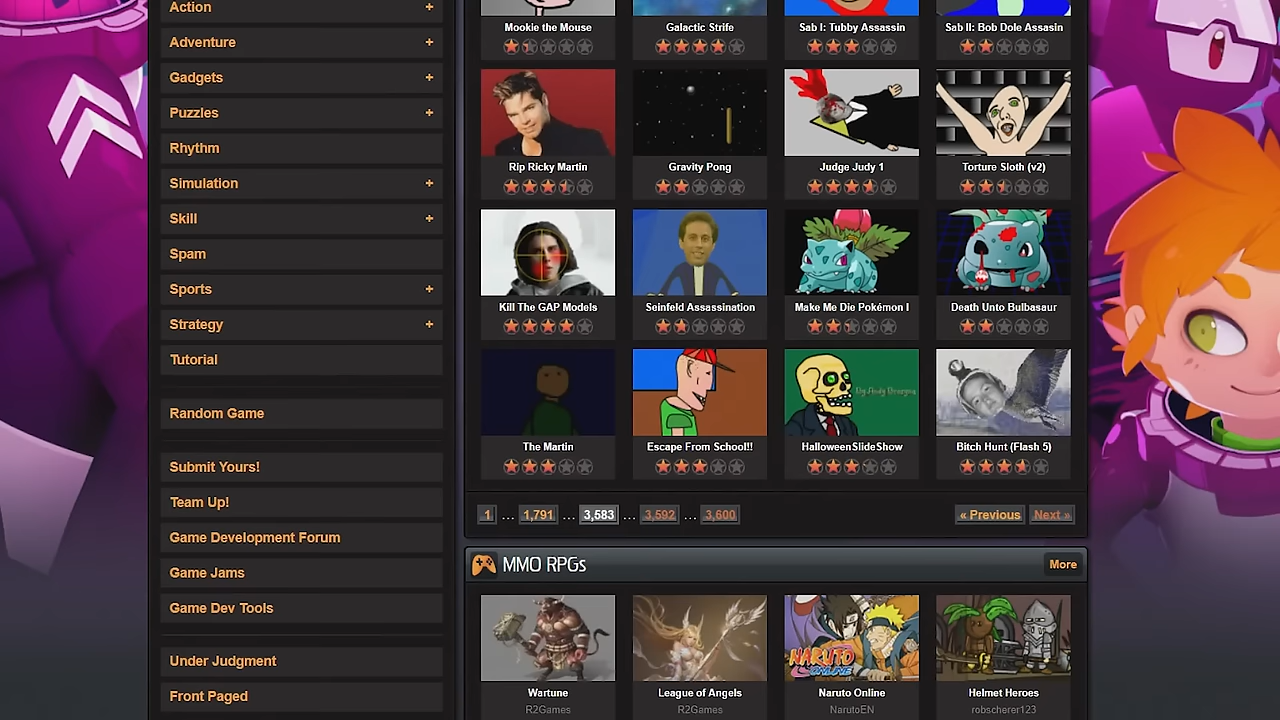 Action +
Adventure +
Gadgets +
Puzzles +
Rhythm
Simulation +
Skill +
Spam
Sports +
Strategy +
Tutorial
Random Game
Submit Yours!
Team Up!
Game Development Forum
Game Jams
Game Dev Tools
Under Judgment
Front Paged
Mookie the Mouse
Galactic Strife
Sab I: Tubby Assassin
Sab II: Bob Dole Assasin
Rip Ricky Martin
Gravity Pong
Judge Judy 1
Torture Sloth (v2)
Kill The GAP Models
Seinfeld Assassination
Make Me Die Pokémon I
Death Unto Bulbasaur
By Andy Dvargas
The Martin
Escape From School!!
HalloweenSlideShow
Bitch Hunt (Flash 5)
1 ... 1,791 ... 3,583 ... 3,592 ... 3,600
« Previous Next »
MMO RPGs
More
NARUTO
ONLINE
Wartune
R2Games
League of Angels
R2Games
Naruto Online
NarutoEN
Helmet Heroes
robscherer123